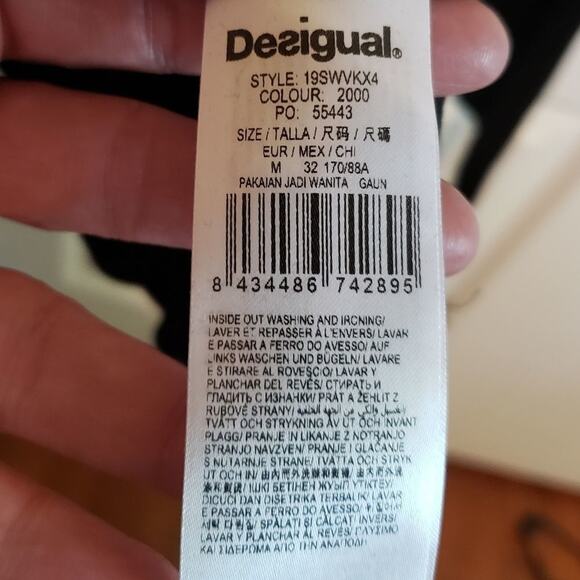 Desigual®
STYLE: 19SWVKX4
COLOUR: 2000
PO: 55443
SIZE / TALLA / 尺码 / 尺碼
EUR / MEX / CHI
M 32 170/88A
PAKAIAN JADI WANITA GAUN
8 434486 742895
INSIDE OUT WASHING AND IRONING/
LAVER ET REPASSER À L'ENVERS/ LAVAR
E PASSAR A FERRO DO AVESSO/ AUF
LINKS WASCHEN UND BÜGELN/ LAVARE
E STIRARE AL ROVESCIO/ LAVAR Y
PLANCHAR DEL REVÉS/ СТИРАТЬ И
ГЛАДИТЬ С ИЗНАНКИ/ PRÁT A ŽEHLIT Z
RUBOVÉ STRANY/
TVÄTT OCH STRYKNING AV UT OCH INVÄNT
PLAGG/ PRANJE IN LIKANJE Z NOTRANJO
STRANJO NAVZVEN/ PRANJE I GLAČANJE
S NUTARNJE STRANE/ TVÄTTA OCH STRYK
UT OCH IN/
DICUCI DAN DISETRIKA TERBALIK/ LAVAR
E PASSAR A FERRO DO AVESSO/
SPĂLAȚI ȘI CĂLCAȚI INVERS/
LAVAR Y PLANCHAR AL REVÉS/ ΠΛΥΣΙΜΟ
ΚΑΙ ΣΙΔΕΡΩΜΑ ΑΠΟ ΤΗΝ ΑΝΑΠΟΔΗ